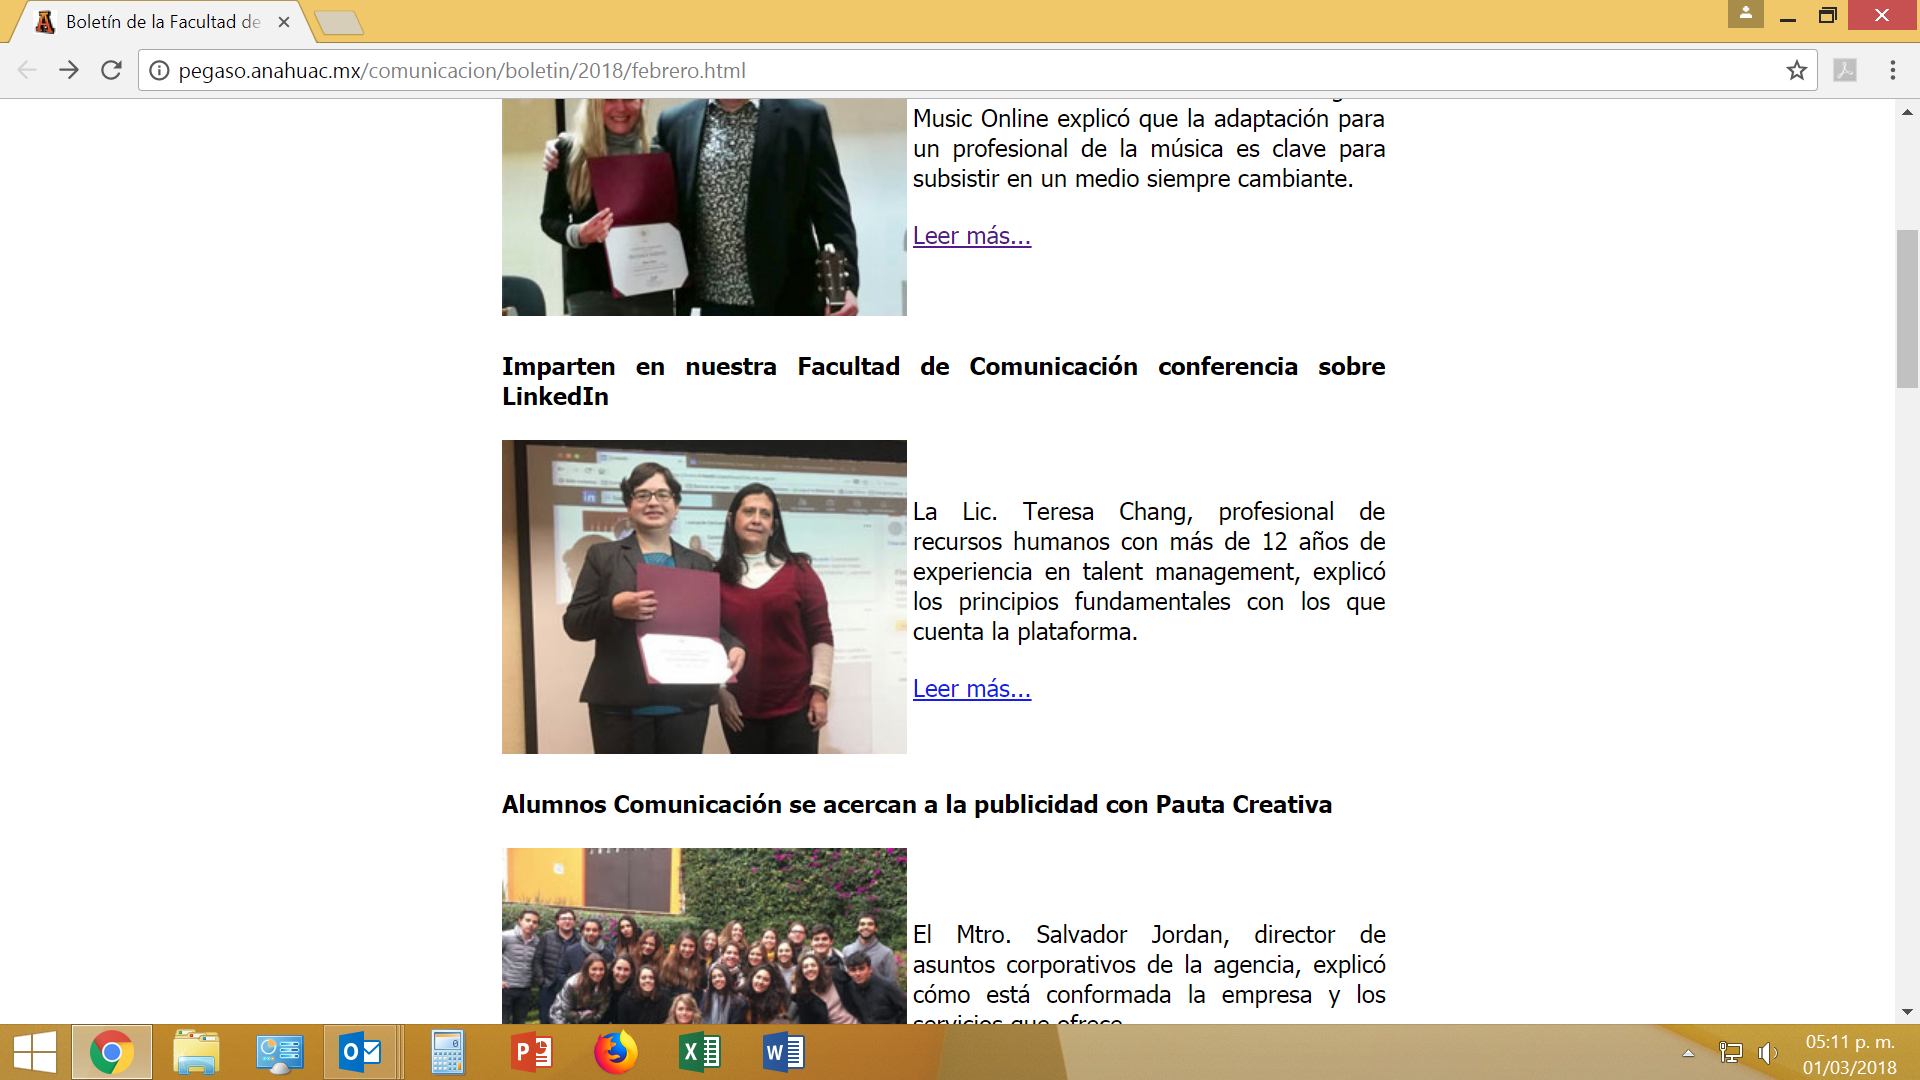 Boletín de la Facultad de
pegaso.anahuac.mx/comunicacion/boletin/2018/febrero.html
Music Online explicó que la adaptación para
un profesional de la música es clave para
subsistir en un medio siempre cambiante.
Leer más...
Imparten en nuestra Facultad de Comunicación conferencia sobre
LinkedIn
in
La Lic. Teresa Chang, profesional de
recursos humanos con más de 12 años de
experiencia en talent management, explicó
los principios fundamentales con los que
cuenta la plataforma.
Leer más...
Alumnos Comunicación se acercan a la publicidad con Pauta Creativa
El Mtro. Salvador Jordan, director de
asuntos corporativos de la agencia, explicó
cómo está conformada la empresa y los
servicios que ofrece
05:11 p. m.
01/03/2018